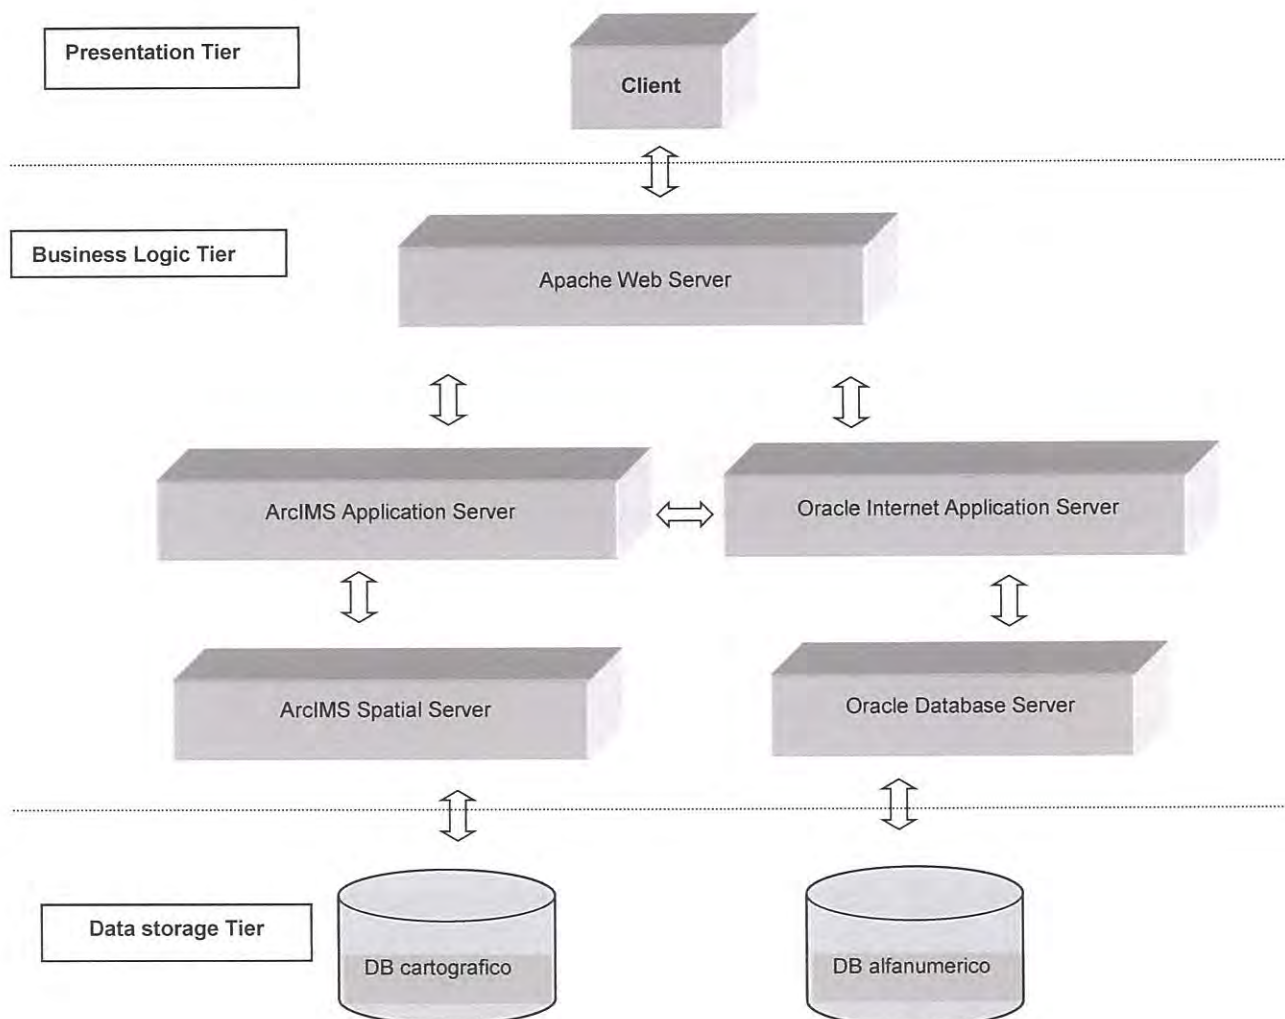 Presentation Tier
Client
Business Logic Tier
Apache Web Server
ArcIMS Application Server
Oracle Internet Application Server
ArcIMS Spatial Server
Oracle Database Server
Data storage Tier
DB cartografico
DB alfanumerico